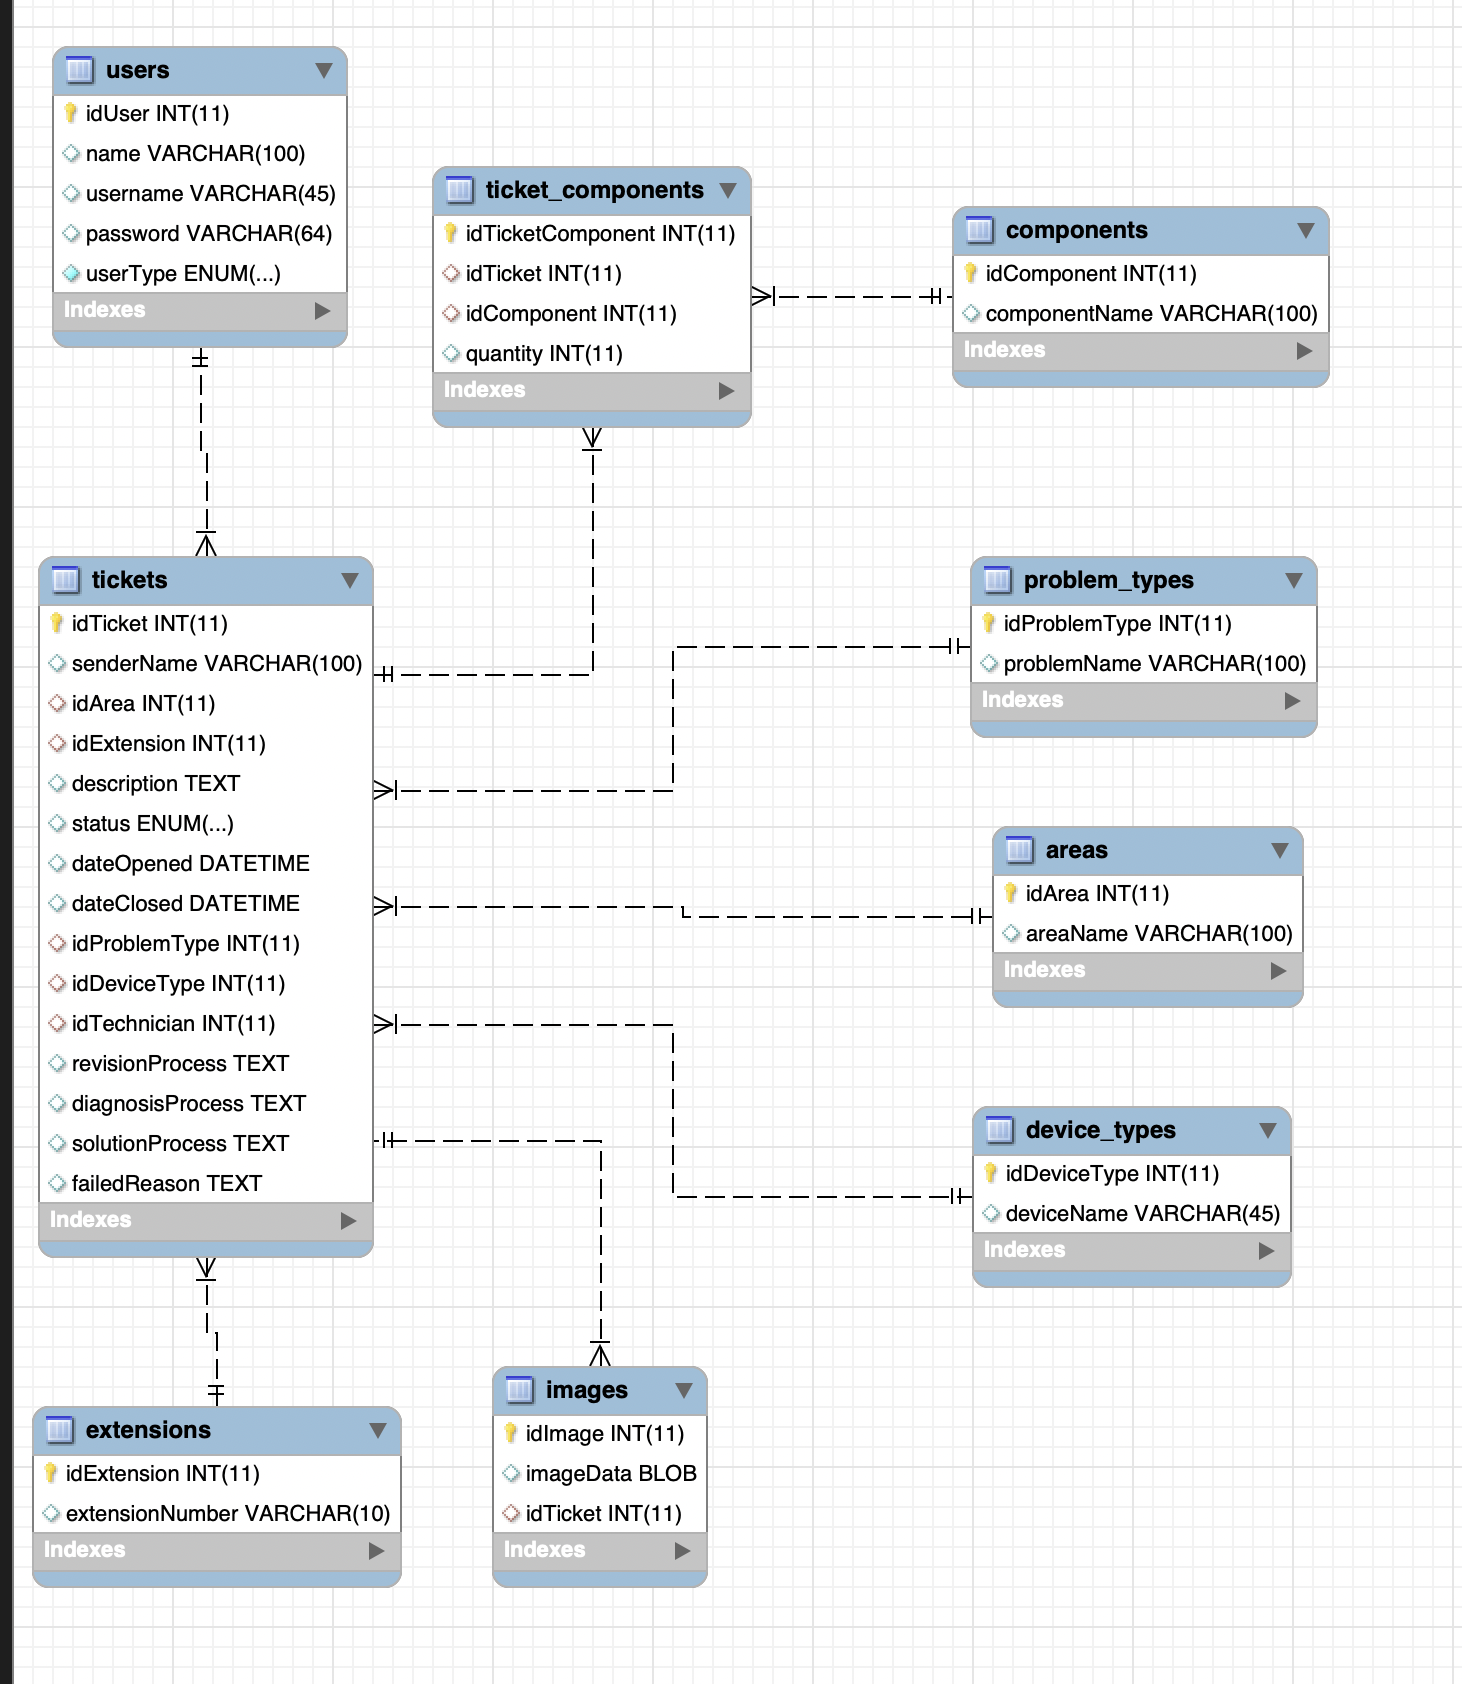 users
idUser INT(11)
name VARCHAR(100)
username VARCHAR(45)
password VARCHAR(64)
userType ENUM(...)
Indexes
ticket_components
idTicketComponent INT(11)
idTicket INT(11)
idComponent INT(11)
quantity INT(11)
Indexes
components
idComponent INT(11)
componentName VARCHAR(100)
Indexes
tickets
idTicket INT(11)
senderName VARCHAR(100)
idArea INT(11)
idExtension INT(11)
description TEXT
status ENUM(...)
dateOpened DATETIME
dateClosed DATETIME
idProblemType INT(11)
idDeviceType INT(11)
idTechnician INT(11)
revisionProcess TEXT
diagnosisProcess TEXT
solutionProcess TEXT
failedReason TEXT
Indexes
problem_types
idProblemType INT(11)
problemName VARCHAR(100)
Indexes
areas
idArea INT(11)
areaName VARCHAR(100)
Indexes
device_types
idDeviceType INT(11)
deviceName VARCHAR(45)
Indexes
extensions
idExtension INT(11)
extensionNumber VARCHAR(10)
Indexes
images
idImage INT(11)
imageData BLOB
idTicket INT(11)
Indexes